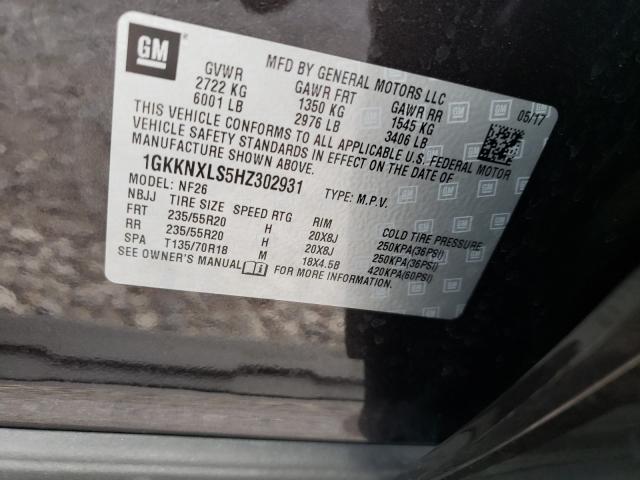 GM
MFD BY GENERAL MOTORS LLC
05/17
GVWR GAWR FRT GAWR RR
2722 KG 1350 KG 1545 KG
6001 LB 2976 LB 3406 LB
THIS VEHICLE CONFORMS TO ALL APPLICABLE U.S. FEDERAL MOTOR
VEHICLE SAFETY STANDARDS IN EFFECT ON THE DATE OF
MANUFACTURE SHOWN ABOVE.
1GKKNXLS5HZ302931 TYPE: M.P.V.
MODEL: NF26
NBJJ TIRE SIZE SPEED RTG RIM COLD TIRE PRESSURE
FRT 235/55R20 H 20X8J 250KPA(36PSI)
RR 235/55R20 H 20X8J 250KPA(36PSI)
SPA T135/70R18 M 18X4.5B 420KPA(60PSI)
SEE OWNER'S MANUAL FOR MORE INFORMATION.